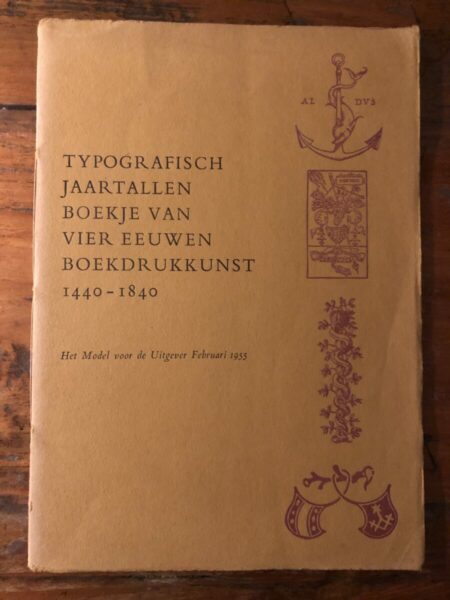 TYPOGRAFISCH
JAARTALLEN
BOEKJE VAN
VIER EEUWEN
BOEKDRUKKUNST
1440-1840
Het Model voor de Uitgever Februari 1955
AL DVS